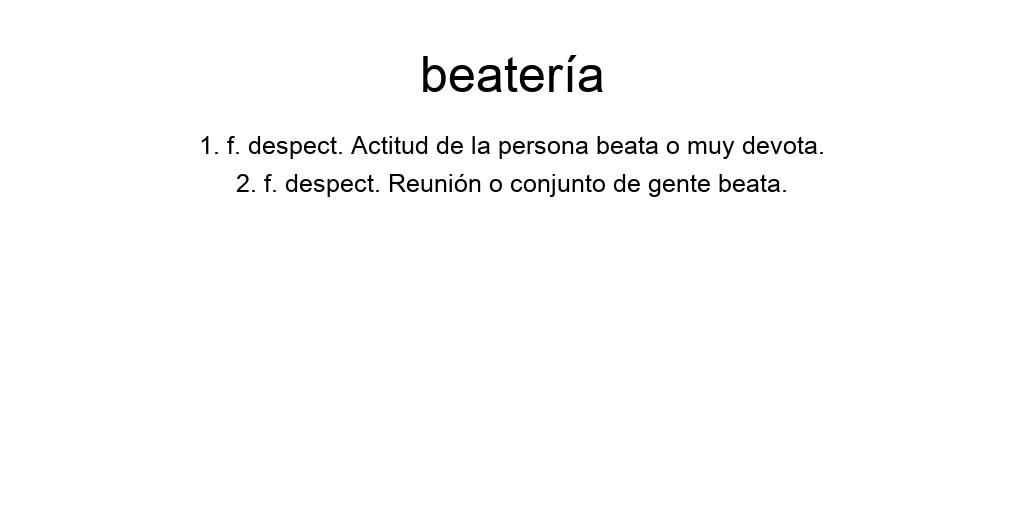 beatería
1. f. despect. Actitud de la persona beata o muy devota.
2. f. despect. Reunión o conjunto de gente beata.